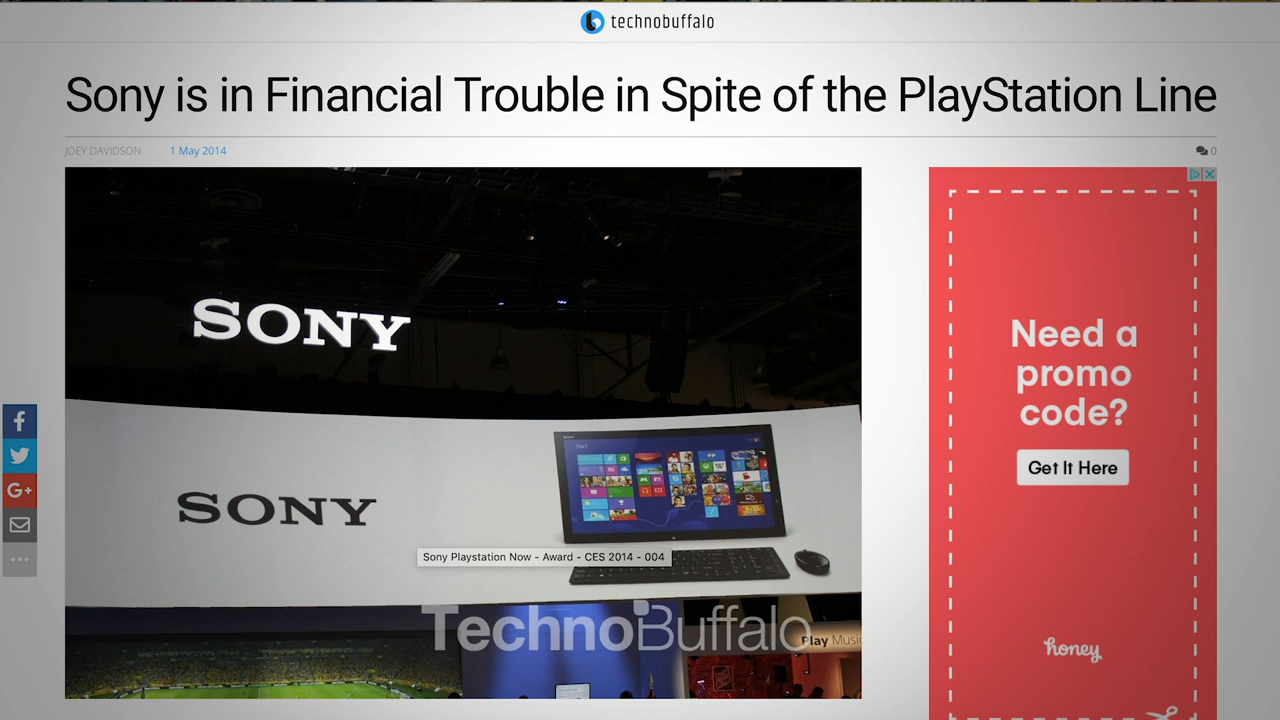 technobuffalo
Sony is in Financial Trouble in Spite of the PlayStation Line
JOEY DAVIDSON 1 May 2014
0
SONY
SONY
Start
Sony Playstation Now - Award - CES 2014 - 004
TechnoBuffalo
Play Music
Need a
promo
code?
Get It Here
honey
f
G+